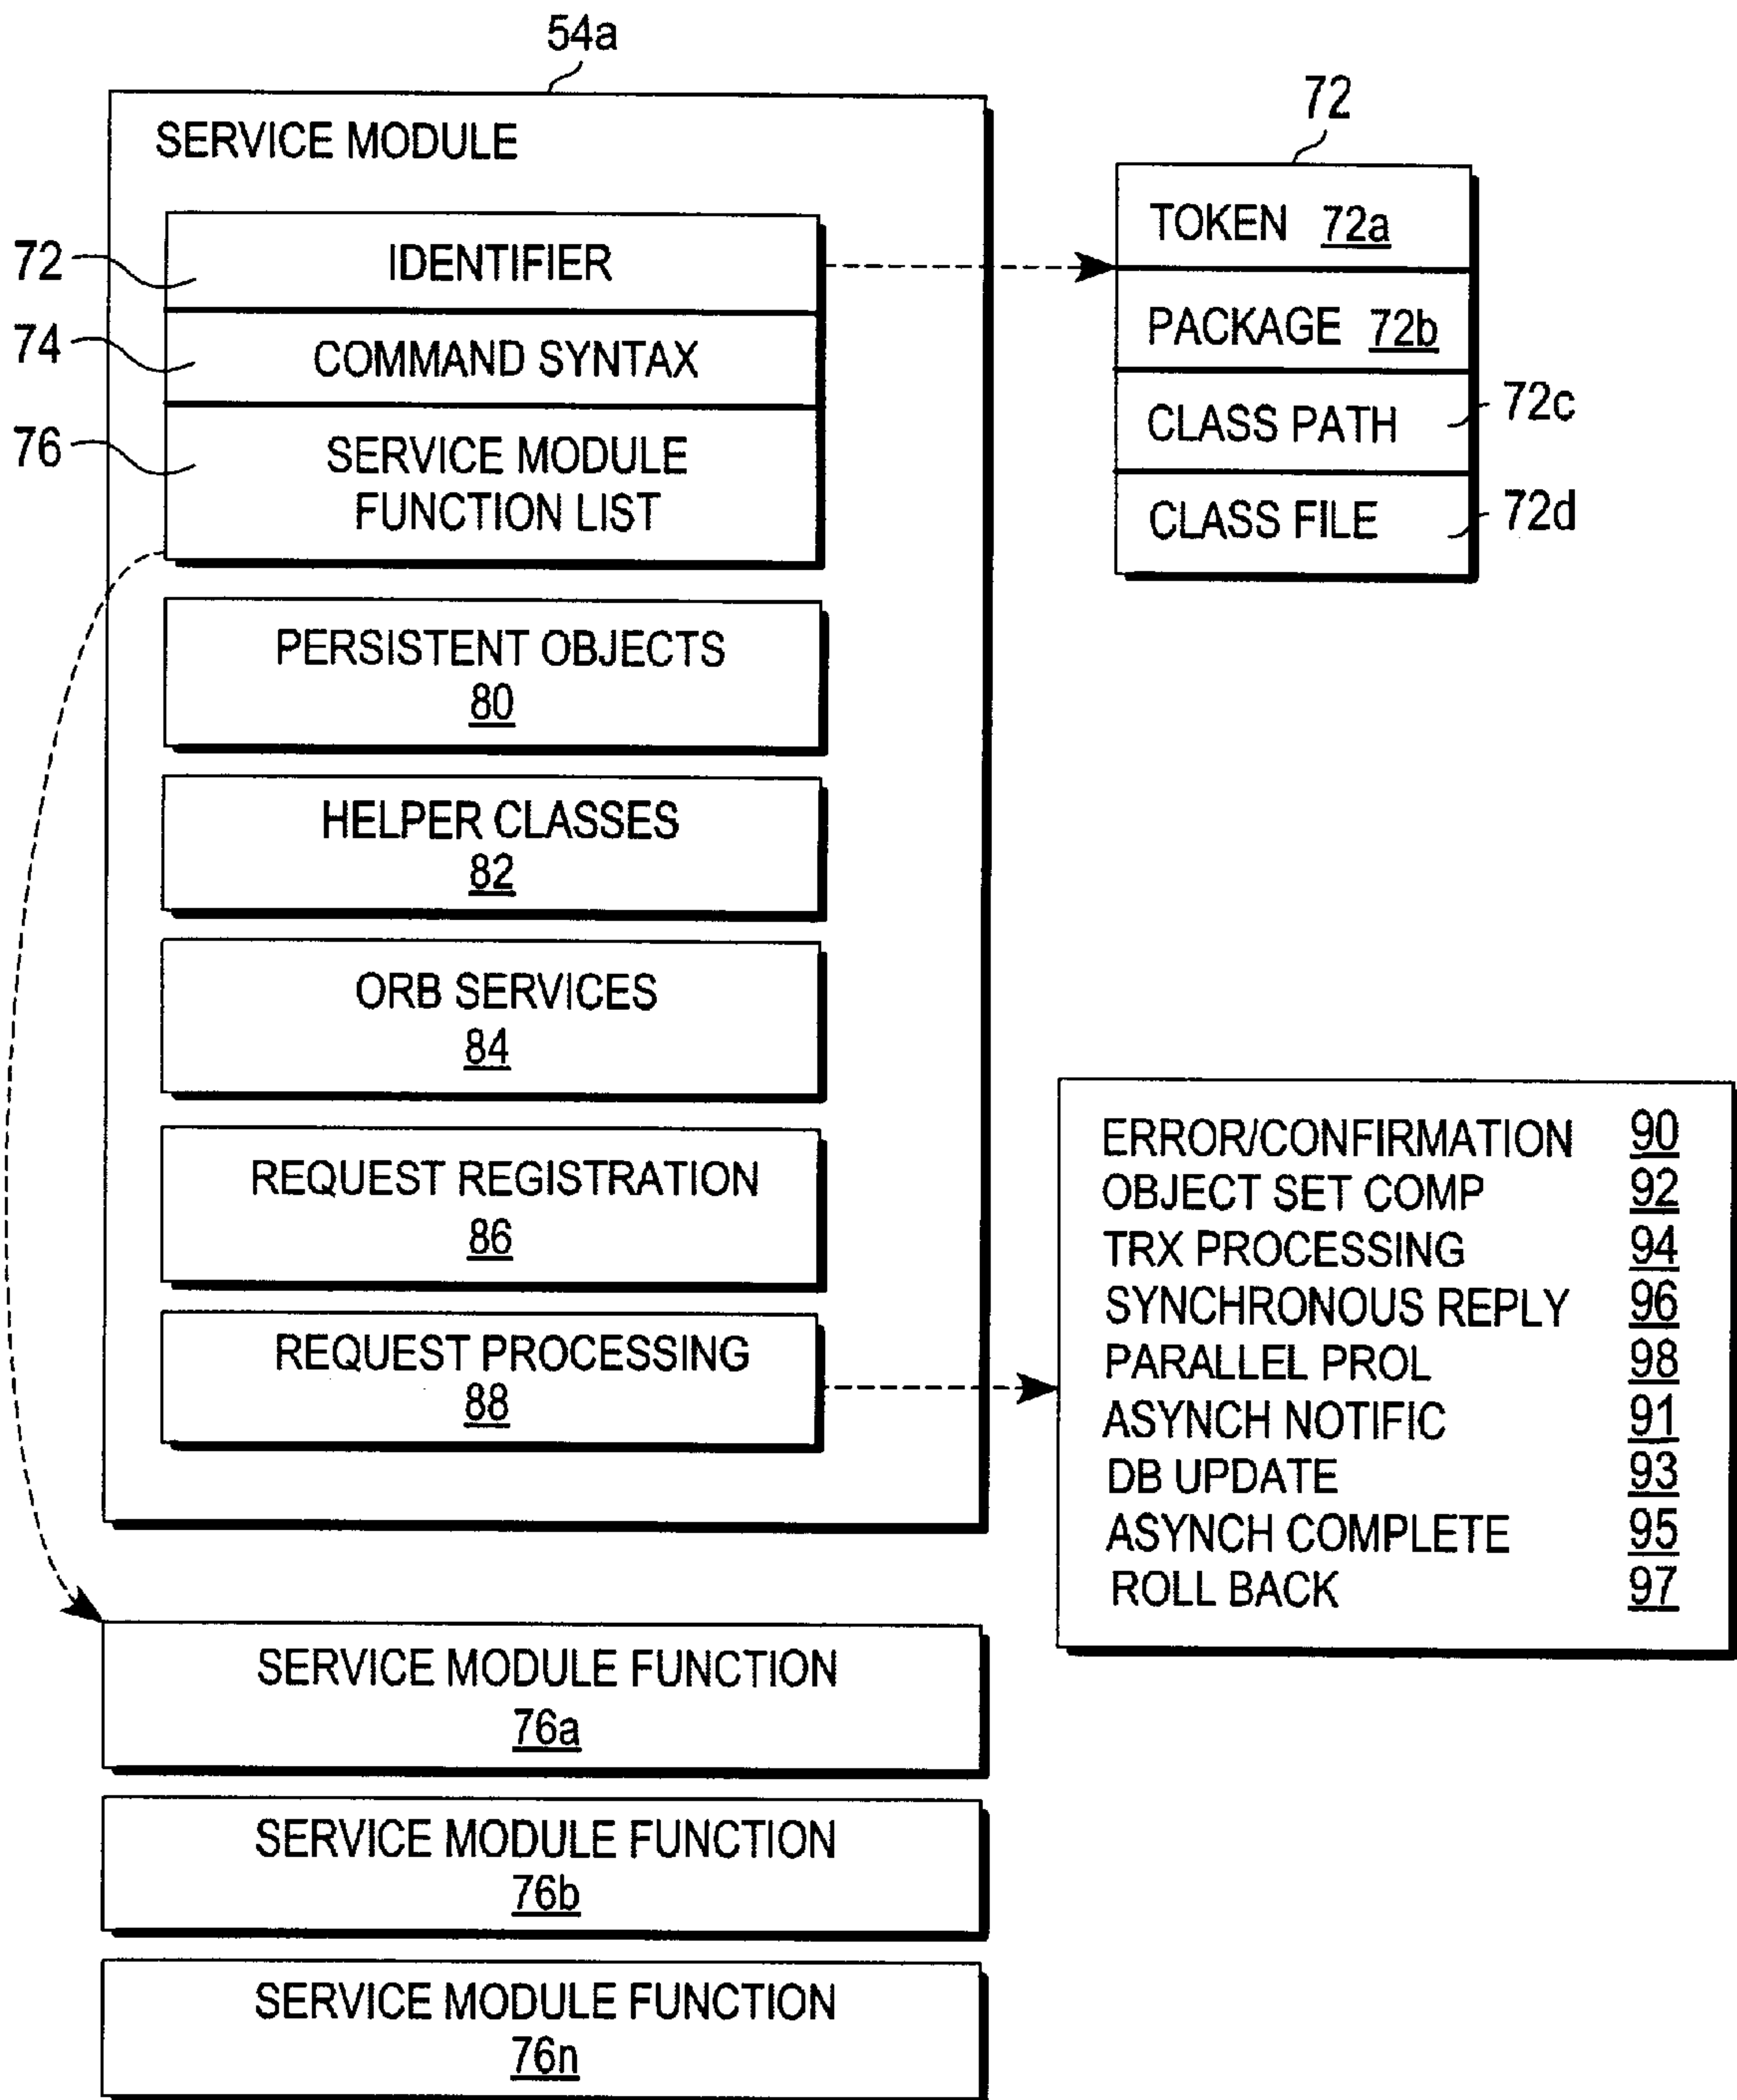 54a
SERVICE MODULE
72
IDENTIFIER
74
COMMAND SYNTAX
76
SERVICE MODULE
FUNCTION LIST
PERSISTENT OBJECTS
80
HELPER CLASSES
82
ORB SERVICES
84
REQUEST REGISTRATION
86
REQUEST PROCESSING
88
72
TOKEN 72a
PACKAGE 72b
CLASS PATH 72c
CLASS FILE 72d
ERROR/CONFIRMATION 90
OBJECT SET COMP 92
TRX PROCESSING 94
SYNCHRONOUS REPLY 96
PARALLEL PROL 98
ASYNCH NOTIFIC 91
DB UPDATE 93
ASYNCH COMPLETE 95
ROLL BACK 97
SERVICE MODULE FUNCTION
76a
SERVICE MODULE FUNCTION
76b
SERVICE MODULE FUNCTION
76n